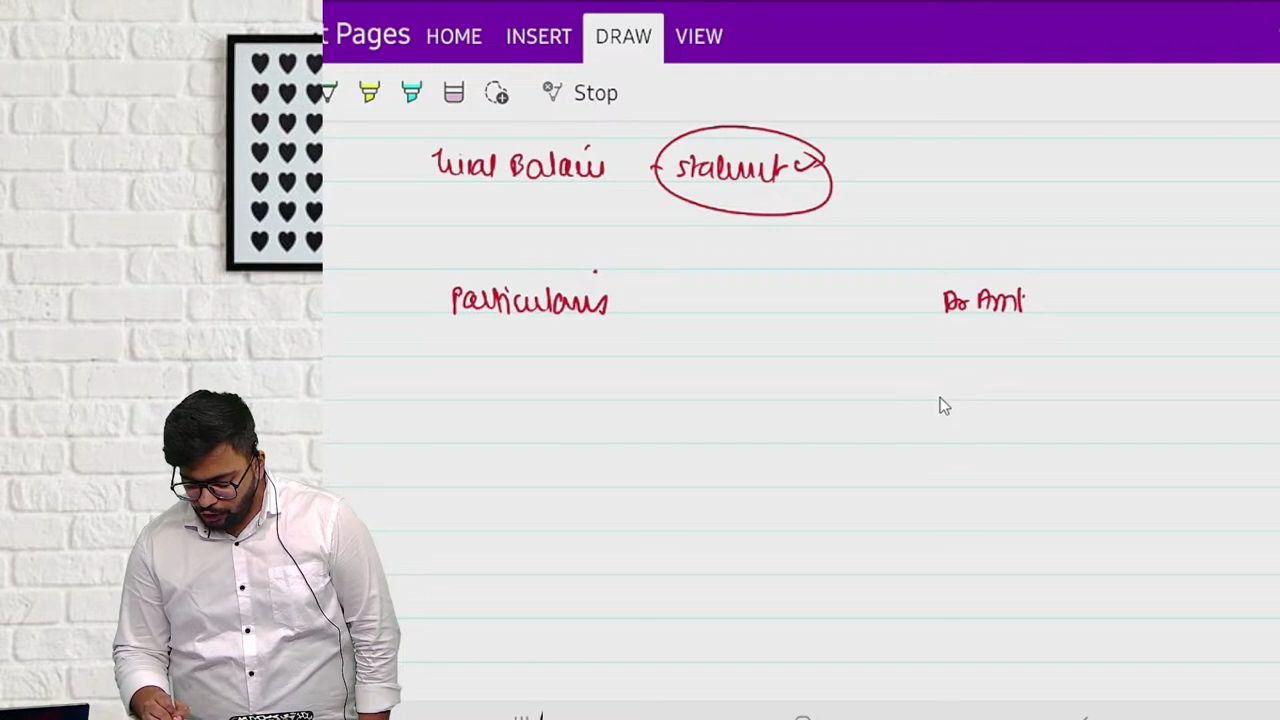 t Pages HOME INSERT DRAW VIEW
Stop
Trial Balance - Statement
Particulars Dr Amt